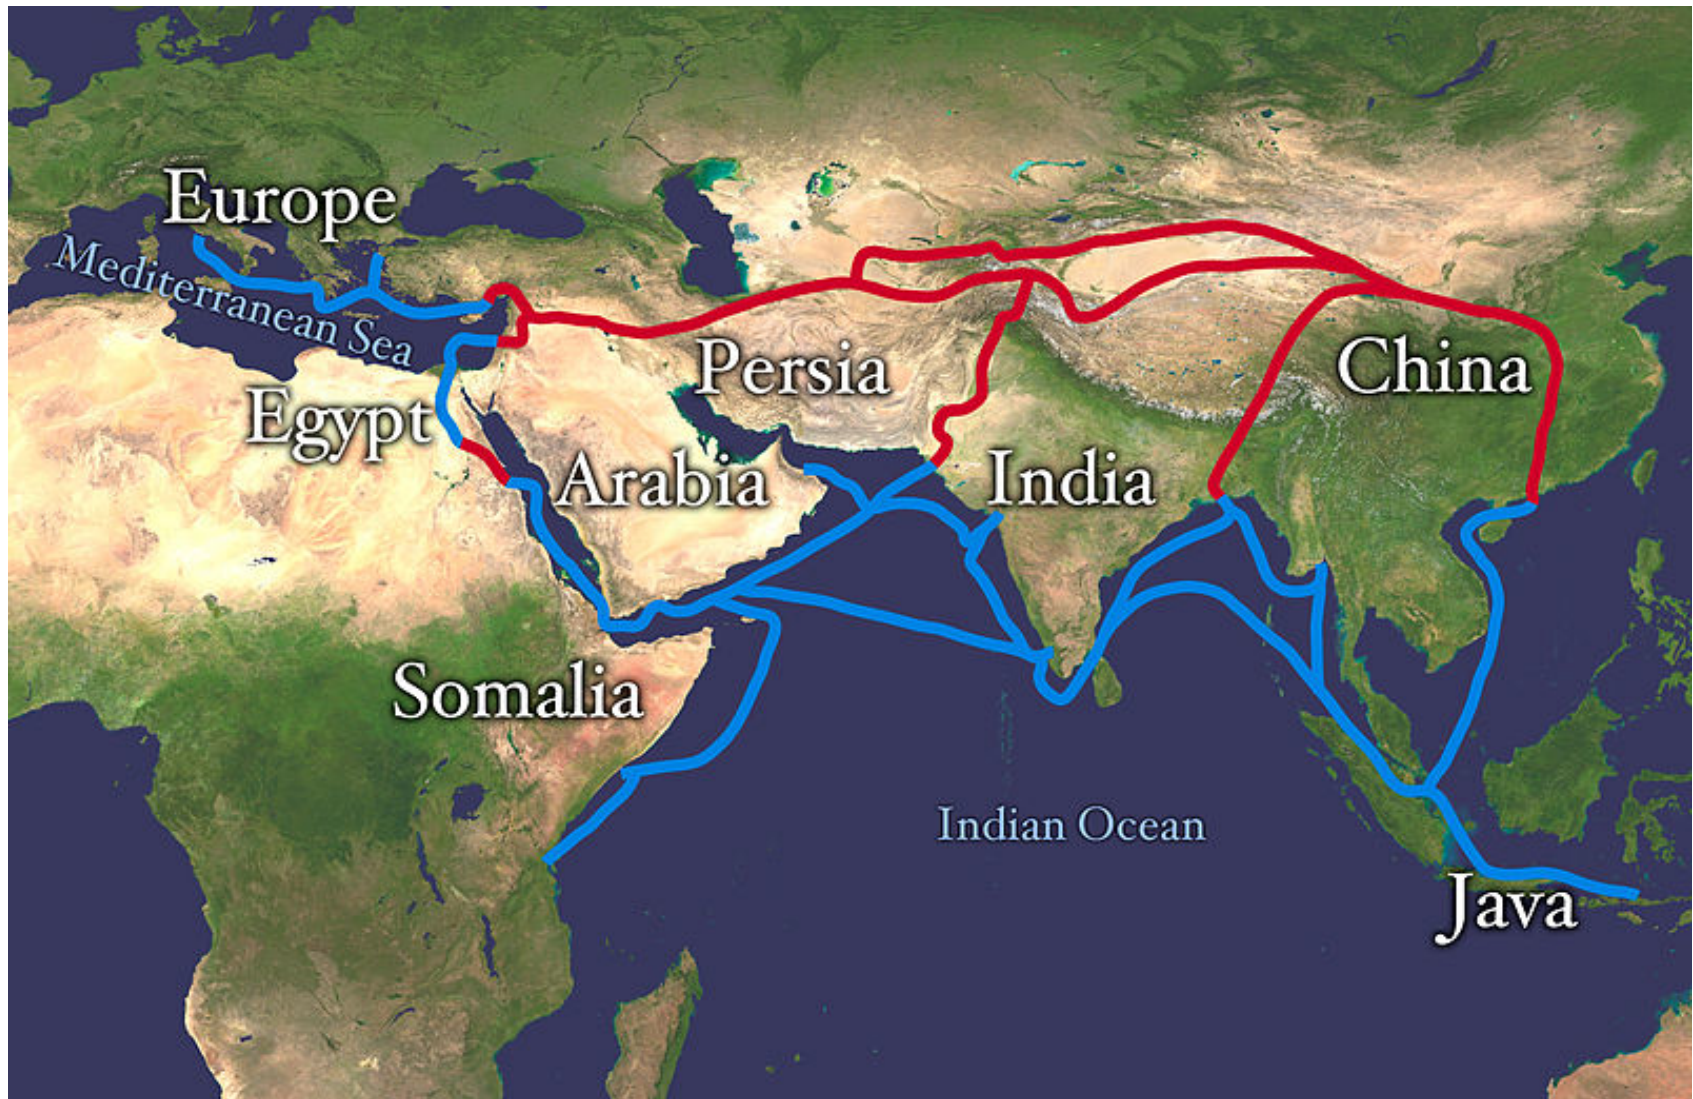 Europe
Mediterranean Sea
Persia
China
Egypt
Arabia
India
Somalia
Indian Ocean
Java